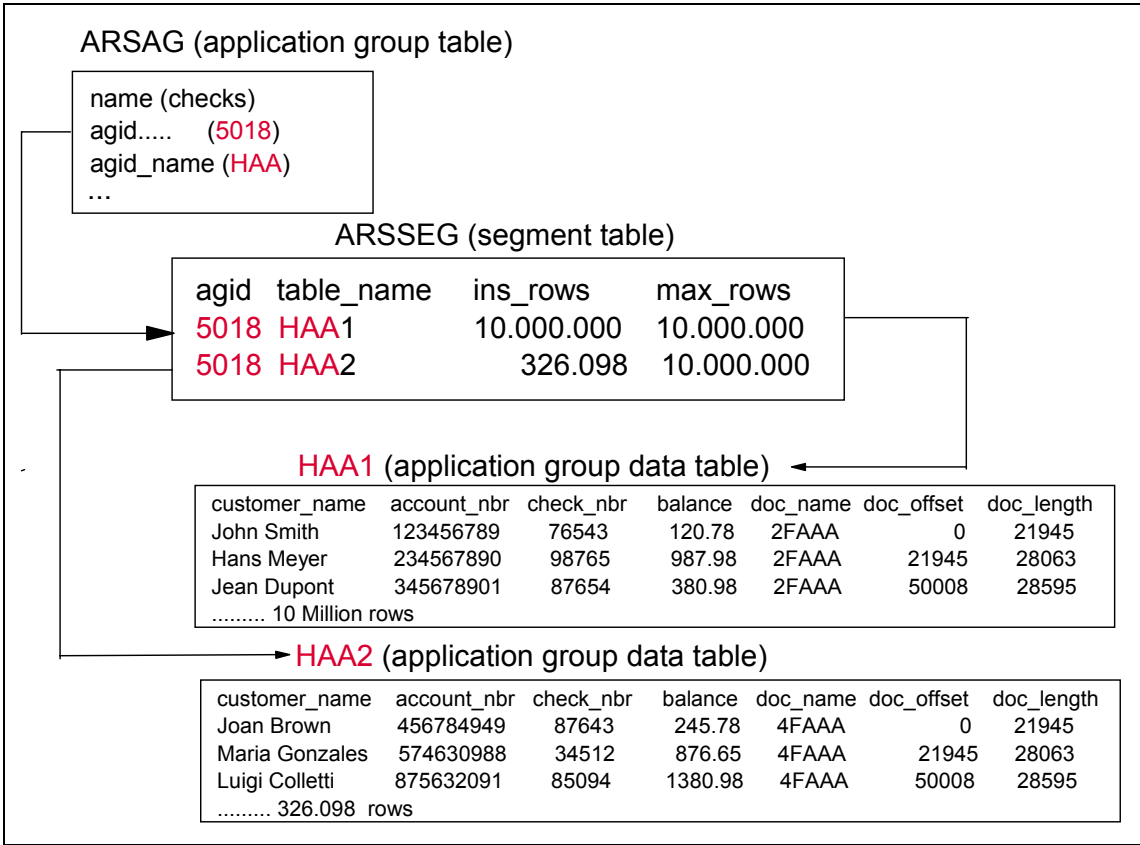 ARSAG (application group table)
name (checks)
agid..... (5018)
agid_name (HAA)
...
ARSSEG (segment table)
agid table_name ins_rows max_rows
5018 HAA1 10.000.000 10.000.000
5018 HAA2 326.098 10.000.000
HAA1 (application group data table)
customer_name account_nbr check_nbr balance doc_name doc_offset doc_length
John Smith 123456789 76543 120.78 2FAAA 0 21945
Hans Meyer 234567890 98765 987.98 2FAAA 21945 28063
Jean Dupont 345678901 87654 380.98 2FAAA 50008 28595
......... 10 Million rows
HAA2 (application group data table)
customer_name account_nbr check_nbr balance doc_name doc_offset doc_length
Joan Brown 456784949 87643 245.78 4FAAA 0 21945
Maria Gonzales 574630988 34512 876.65 4FAAA 21945 28063
Luigi Colletti 875632091 85094 1380.98 4FAAA 50008 28595
......... 326.098 rows